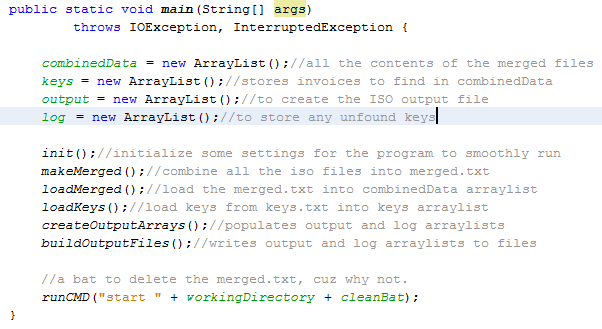 public static void main(String[] args)
throws IOException, InterruptedException {
combinedData = new ArrayList();//all the contents of the merged files
keys = new ArrayList();//stores invoices to find in combinedData
output = new ArrayList();//to create the ISO output file
log = new ArrayList();//to store any unfound keys
init();//initialize some settings for the program to smoothly run
makeMerged();//combine all the iso files into merged.txt
loadMerged();//load the merged.txt into combinedData arraylist
loadKeys();//load keys from keys.txt into keys arraylist
createOutputArrays();//populates output and log arraylists
buildOutputFiles();//writes output and log arraylists to files
//a bat to delete the merged.txt, cuz why not.
runCMD("start " + workingDirectory + cleanBat);
}